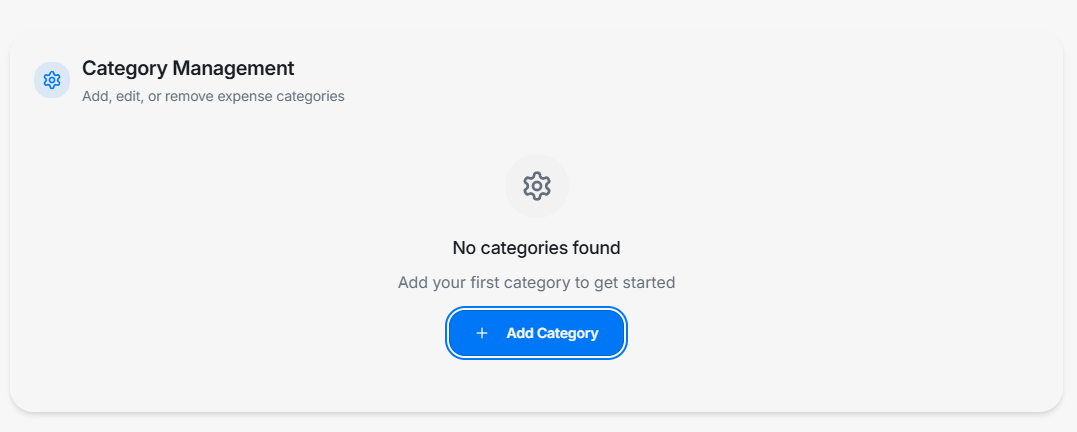 Category Management
Add, edit, or remove expense categories
No categories found
Add your first category to get started
Add Category